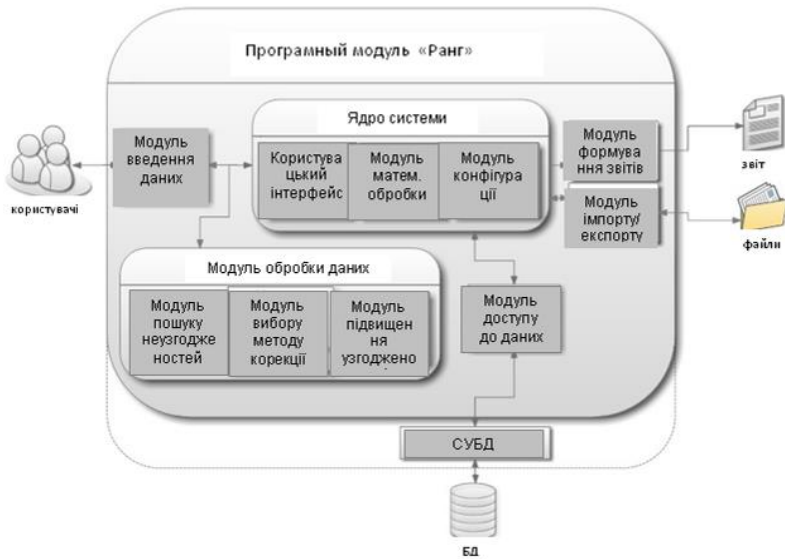 Програмный модуль «Ранг»
Ядро системи
Користува
цький
інтерфейс
Модуль
матем.
обробки
Модуль
конфігура
ції
Модуль
введення
даних
Модуль
формува
ння звітів
Модуль
імпорту/
експорту
звіт
користувачі
файли
Модуль обробки даних
Модуль
пошуку
неузгодже
ностей
Модуль
вибору
методу
корекції
Модуль
підвищен
ня
узгоджено
Модуль
доступу
до даних
СУБД
БД